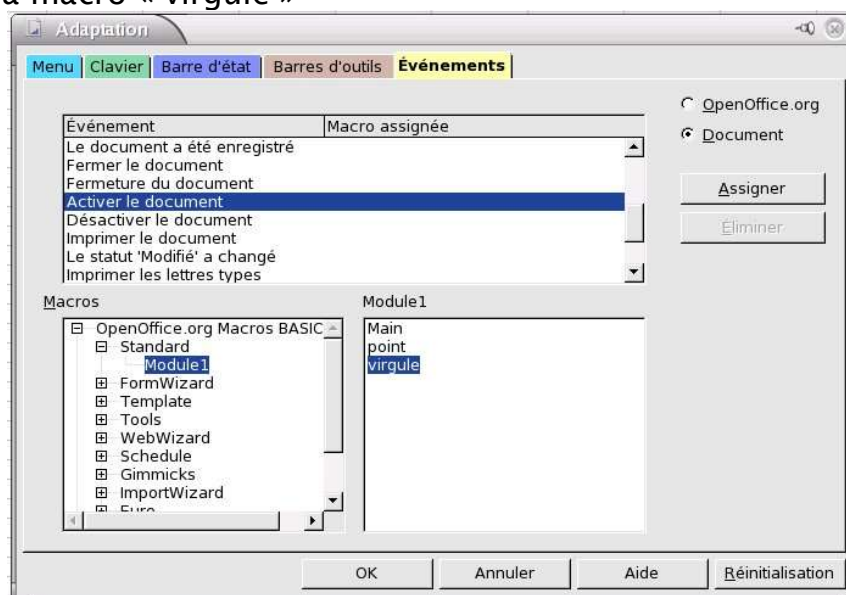 a macro « virgule »
Adaptation
Menu Clavier Barre d'état Barres d'outils Événements
OpenOffice.org
Document
Événement Macro assignée
Le document a été enregistré
Fermer le document
Fermeture du document
Activer le document
Désactiver le document
Imprimer le document
Le statut 'Modifié' a changé
Imprimer les lettres types
Assigner
Éliminer
Macros
OpenOffice.org Macros BASIC
Standard
Module1
FormWizard
Template
Tools
WebWizard
Schedule
Gimmicks
ImportWizard
Euro
Module1
Main
point
virgule
OK Annuler Aide Réinitialisation